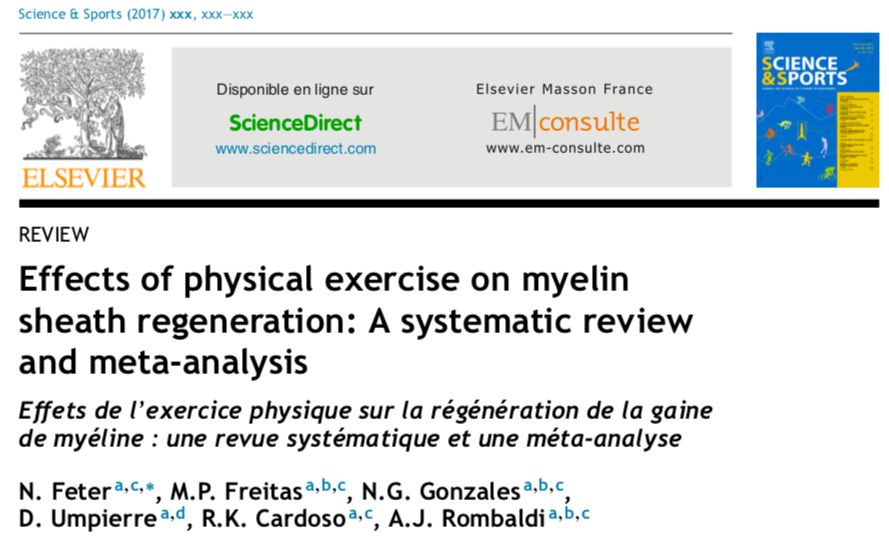 Science & Sports (2017) xxx, xxx—xxx
Disponible en ligne sur
ScienceDirect
www.sciencedirect.com
Elsevier Masson France
EM|consulte
www.em-consulte.com
ELSEVIER
SCIENCE
&SPORTS
REVIEW
Effects of physical exercise on myelin
sheath regeneration: A systematic review
and meta-analysis
Effets de l'exercice physique sur la régénération de la gaine
de myéline : une revue systématique et une méta-analyse
N. Feter a,c,*, M.P. Freitas a,b,c, N.G. Gonzales a,b,c,
D. Umpierre a,d, R.K. Cardoso a,c, A.J. Rombaldi a,b,c